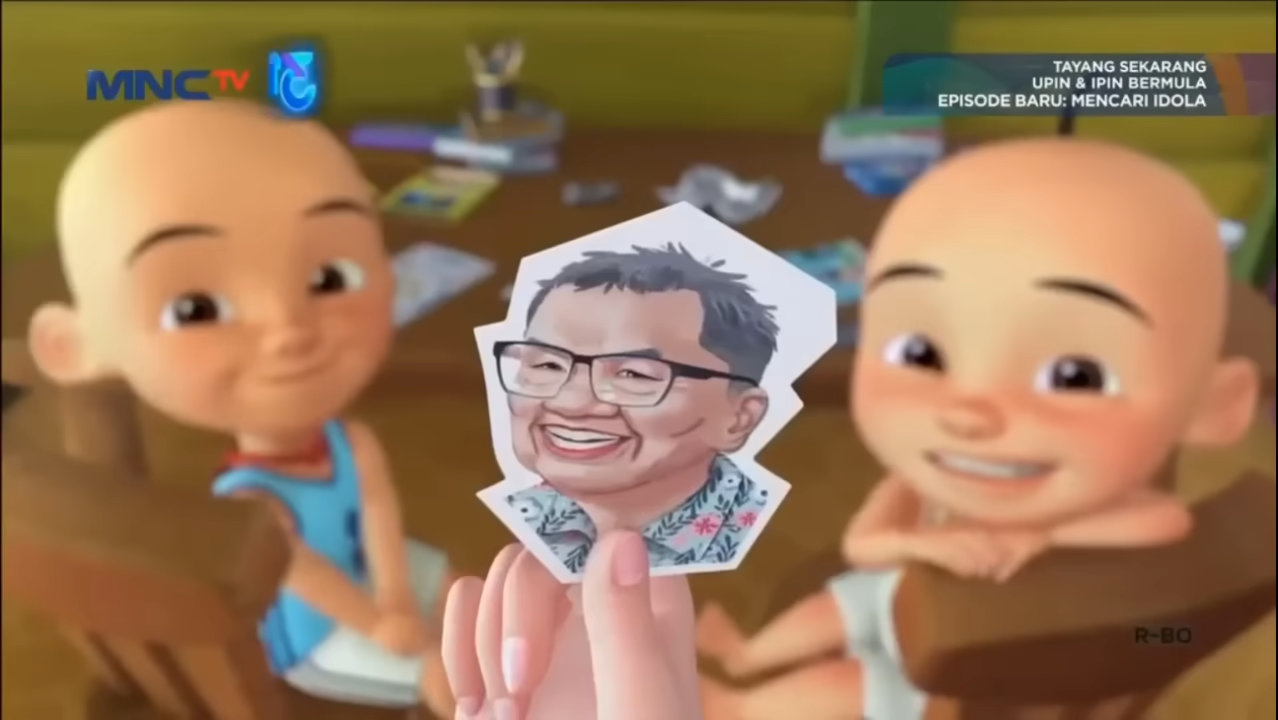 MNCTV
TAYANG SEKARANG
UPIN & IPIN BERMULA
EPISODE BARU: MENCARI IDOLA
R-BO